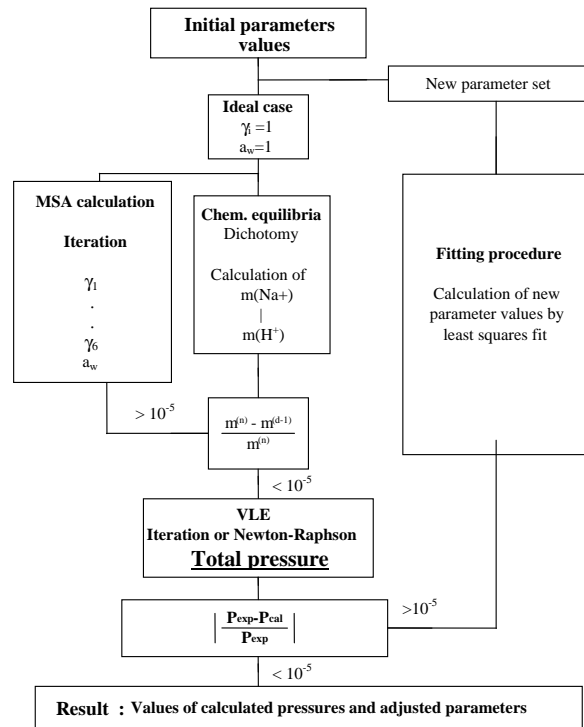 Initial parameters
values
New parameter set
Ideal case
γi =1
aw=1
MSA calculation
Iteration
γ1
.
.
γ6
aw
Chem. equilibria
Dichotomy
Calculation of
m(Na+)
|
m(H+)
Fitting procedure
Calculation of new
parameter values by
least squares fit
> 10-5
m(n) - m(d-1)
m(n)
< 10-5
VLE
Iteration or Newton-Raphson
Total pressure
| Pexp-Pcal |
Pexp
>10-5
< 10-5
Result : Values of calculated pressures and adjusted parameters